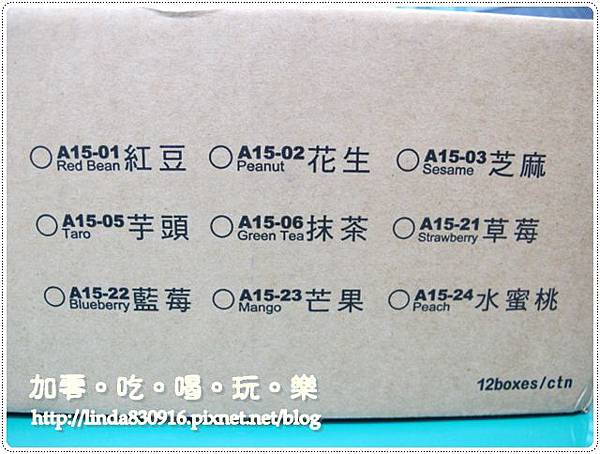 ○A15-01 Red Bean 紅豆 ○A15-02 Peanut 花生 ○A15-03 Sesame 芝麻
○A15-05 Taro 芋頭 ○A15-06 Green Tea 抹茶 ○A15-21 Strawberry 草莓
○A15-22 Blueberry 藍莓 ○A15-23 Mango 芒果 ○A15-24 Peach 水蜜桃
12boxes/ctn
加零。吃。喝。玩。樂
http://linda830916.pixnet.net/blog